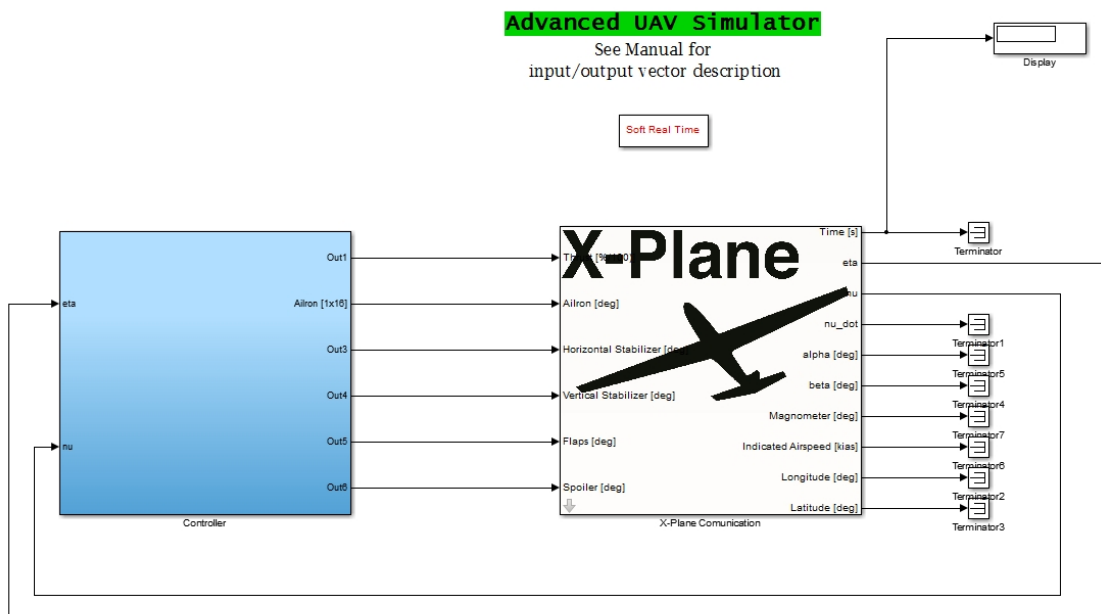 Advanced UAV Simulator
See Manual for
input/output vector description
Display
Soft Real Time
X-Plane
Time [s]
Terminator
eta
nu_dot
Terminator1
alpha [deg]
Terminator5
beta [deg]
Terminator4
Magnometer [deg]
Terminator7
Indicated Airspeed [kias]
Terminator6
Longitude [deg]
Terminator2
Latitude [deg]
Terminator3
eta
nu
Out1
Ailron [1x16]
Out3
Out4
Out5
Out6
Controller
Ailron [deg]
Horizontal Stabilizer [deg]
Vertical Stabilizer [deg]
Flaps [deg]
Spoiler [deg]
X-Plane Comunication